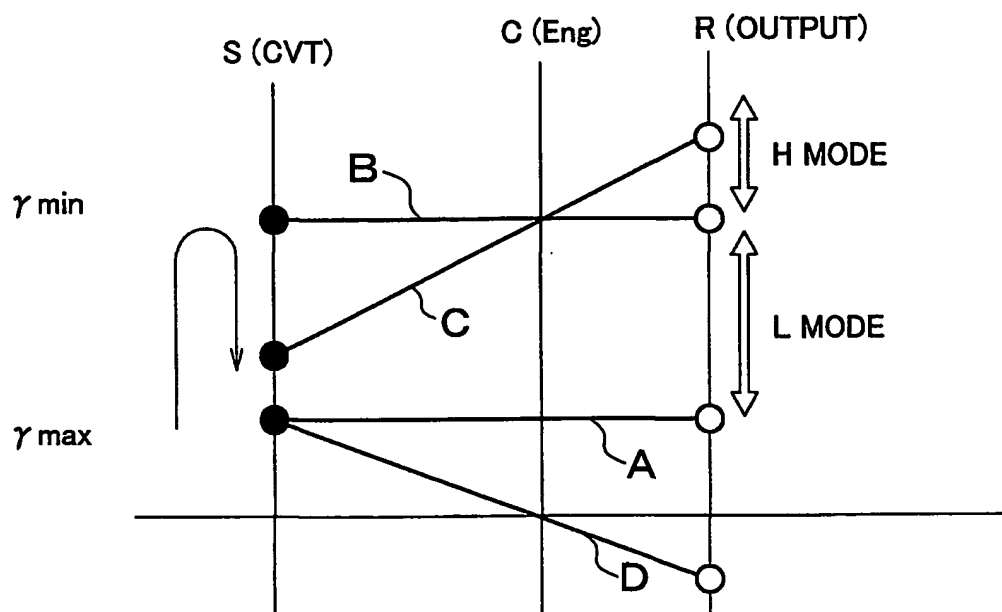 S (CVT)
C (Eng)
R (OUTPUT)
H MODE
B
γ min
C
L MODE
γ max
A
D